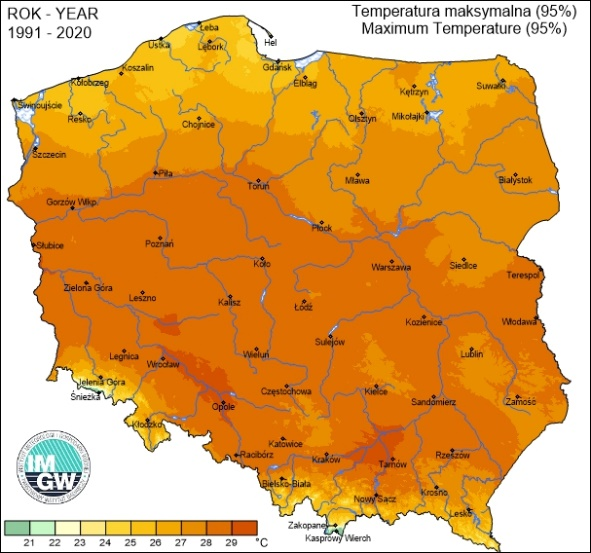 ROK - YEAR
1991 - 2020
Temperatura maksymalna (95%)
Maximum Temperature (95%)
Łeba
Hel
Ustka
Lębork
Gdańsk
Koszalin
Elbląg
Kołobrzeg
Kętrzyn
Suwałki
Świnoujście
Resko
Chojnice
Olsztyn
Mikołajki
Szczecin
Piła
Toruń
Mława
Białystok
Gorzów Wlkp.
Płock
Słubice
Poznań
Koło
Warszawa
Siedlce
Terespol
Zielona Góra
Leszno
Kalisz
Łódź
Kozienice
Włodawa
Sulejów
Legnica
Wrocław
Wieluń
Lublin
Jelenia Góra
Śnieżka
Opole
Częstochowa
Kielce
Sandomierz
Zamość
Kłodzko
Katowice
Racibórz
Kraków
Tarnów
Rzeszów
Bielsko-Biała
Nowy Sącz
Krosno
Lesko
Zakopane
Kasprowy Wierch
IM
GW
21 22 23 24 25 26 27 28 29 °C